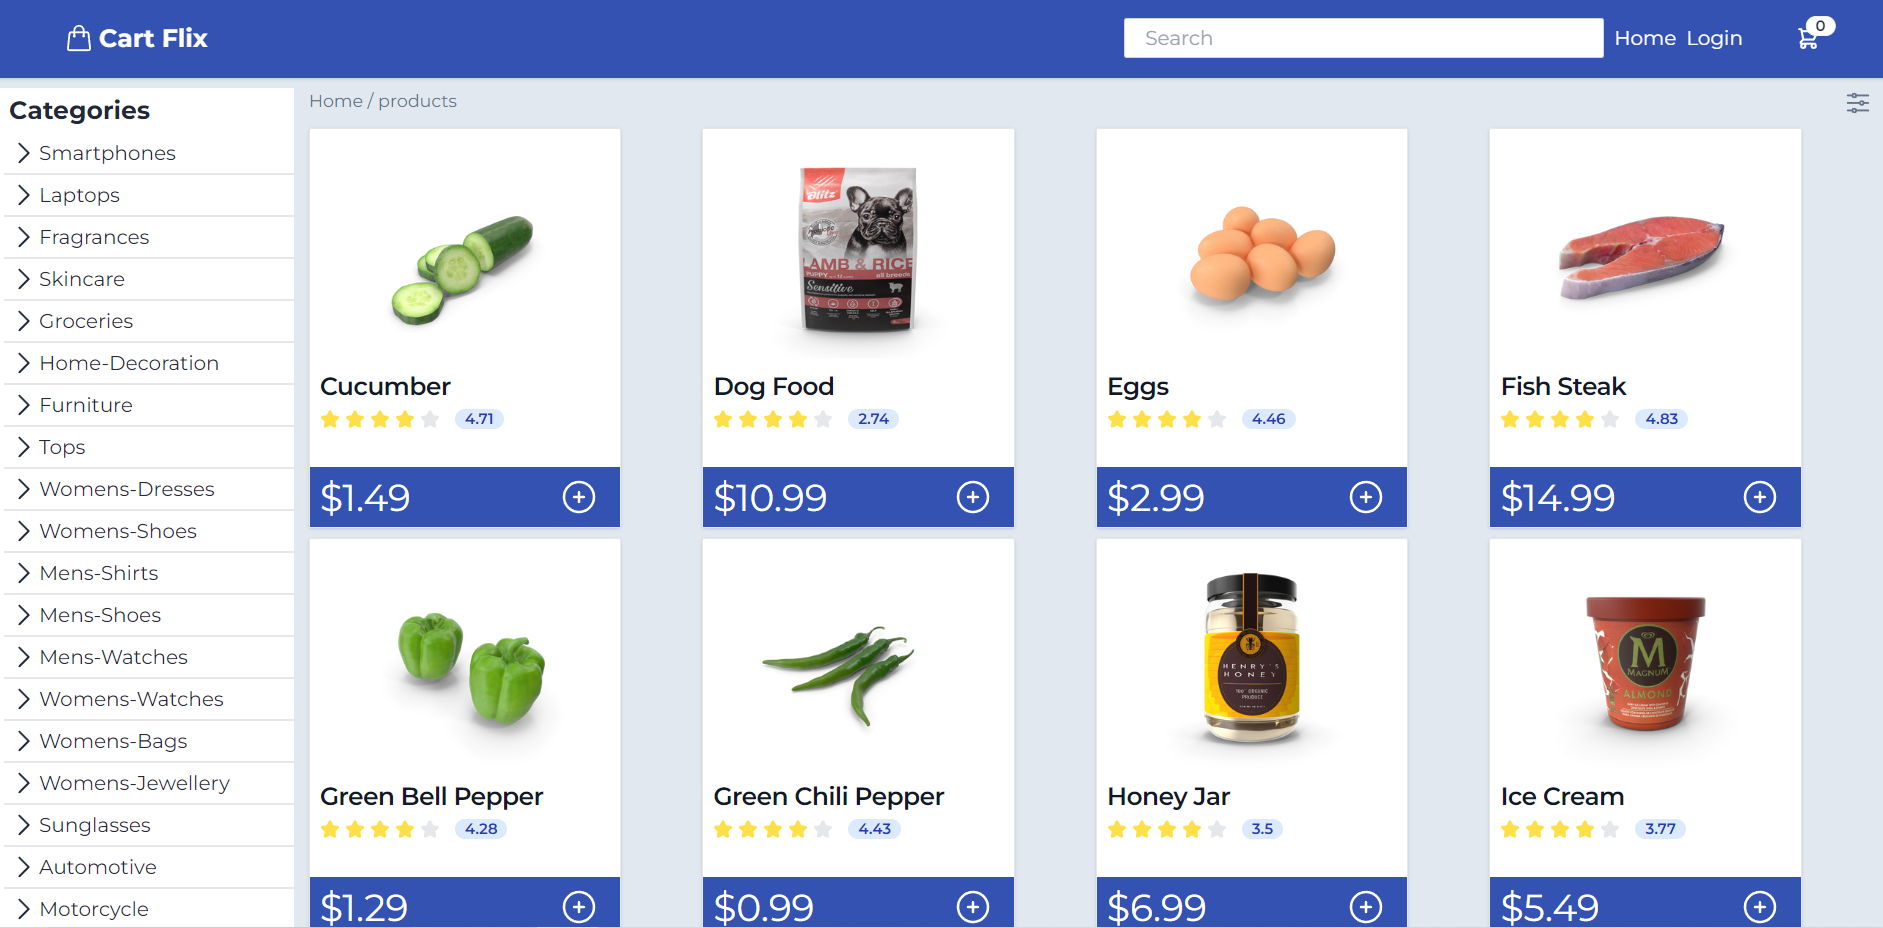 Cart Flix
Search
Home Login
0
Categories
Smartphones
Laptops
Fragrances
Skincare
Groceries
Home-Decoration
Furniture
Tops
Womens-Dresses
Womens-Shoes
Mens-Shirts
Mens-Shoes
Mens-Watches
Womens-Watches
Womens-Bags
Womens-Jewellery
Sunglasses
Automotive
Motorcycle
Home / products
Blitz
LAMB & RICE
PUPPY
all breeds
Sensitive
Cucumber
4.71
$1.49
Dog Food
2.74
$10.99
Eggs
4.46
$2.99
Fish Steak
4.83
$14.99
HENRY'S
HONEY
100% ORGANIC
PRODUCT
M
MAGNUM
ALMOND
Green Bell Pepper
4.28
$1.29
Green Chili Pepper
4.43
$0.99
Honey Jar
3.5
$6.99
Ice Cream
3.77
$5.49